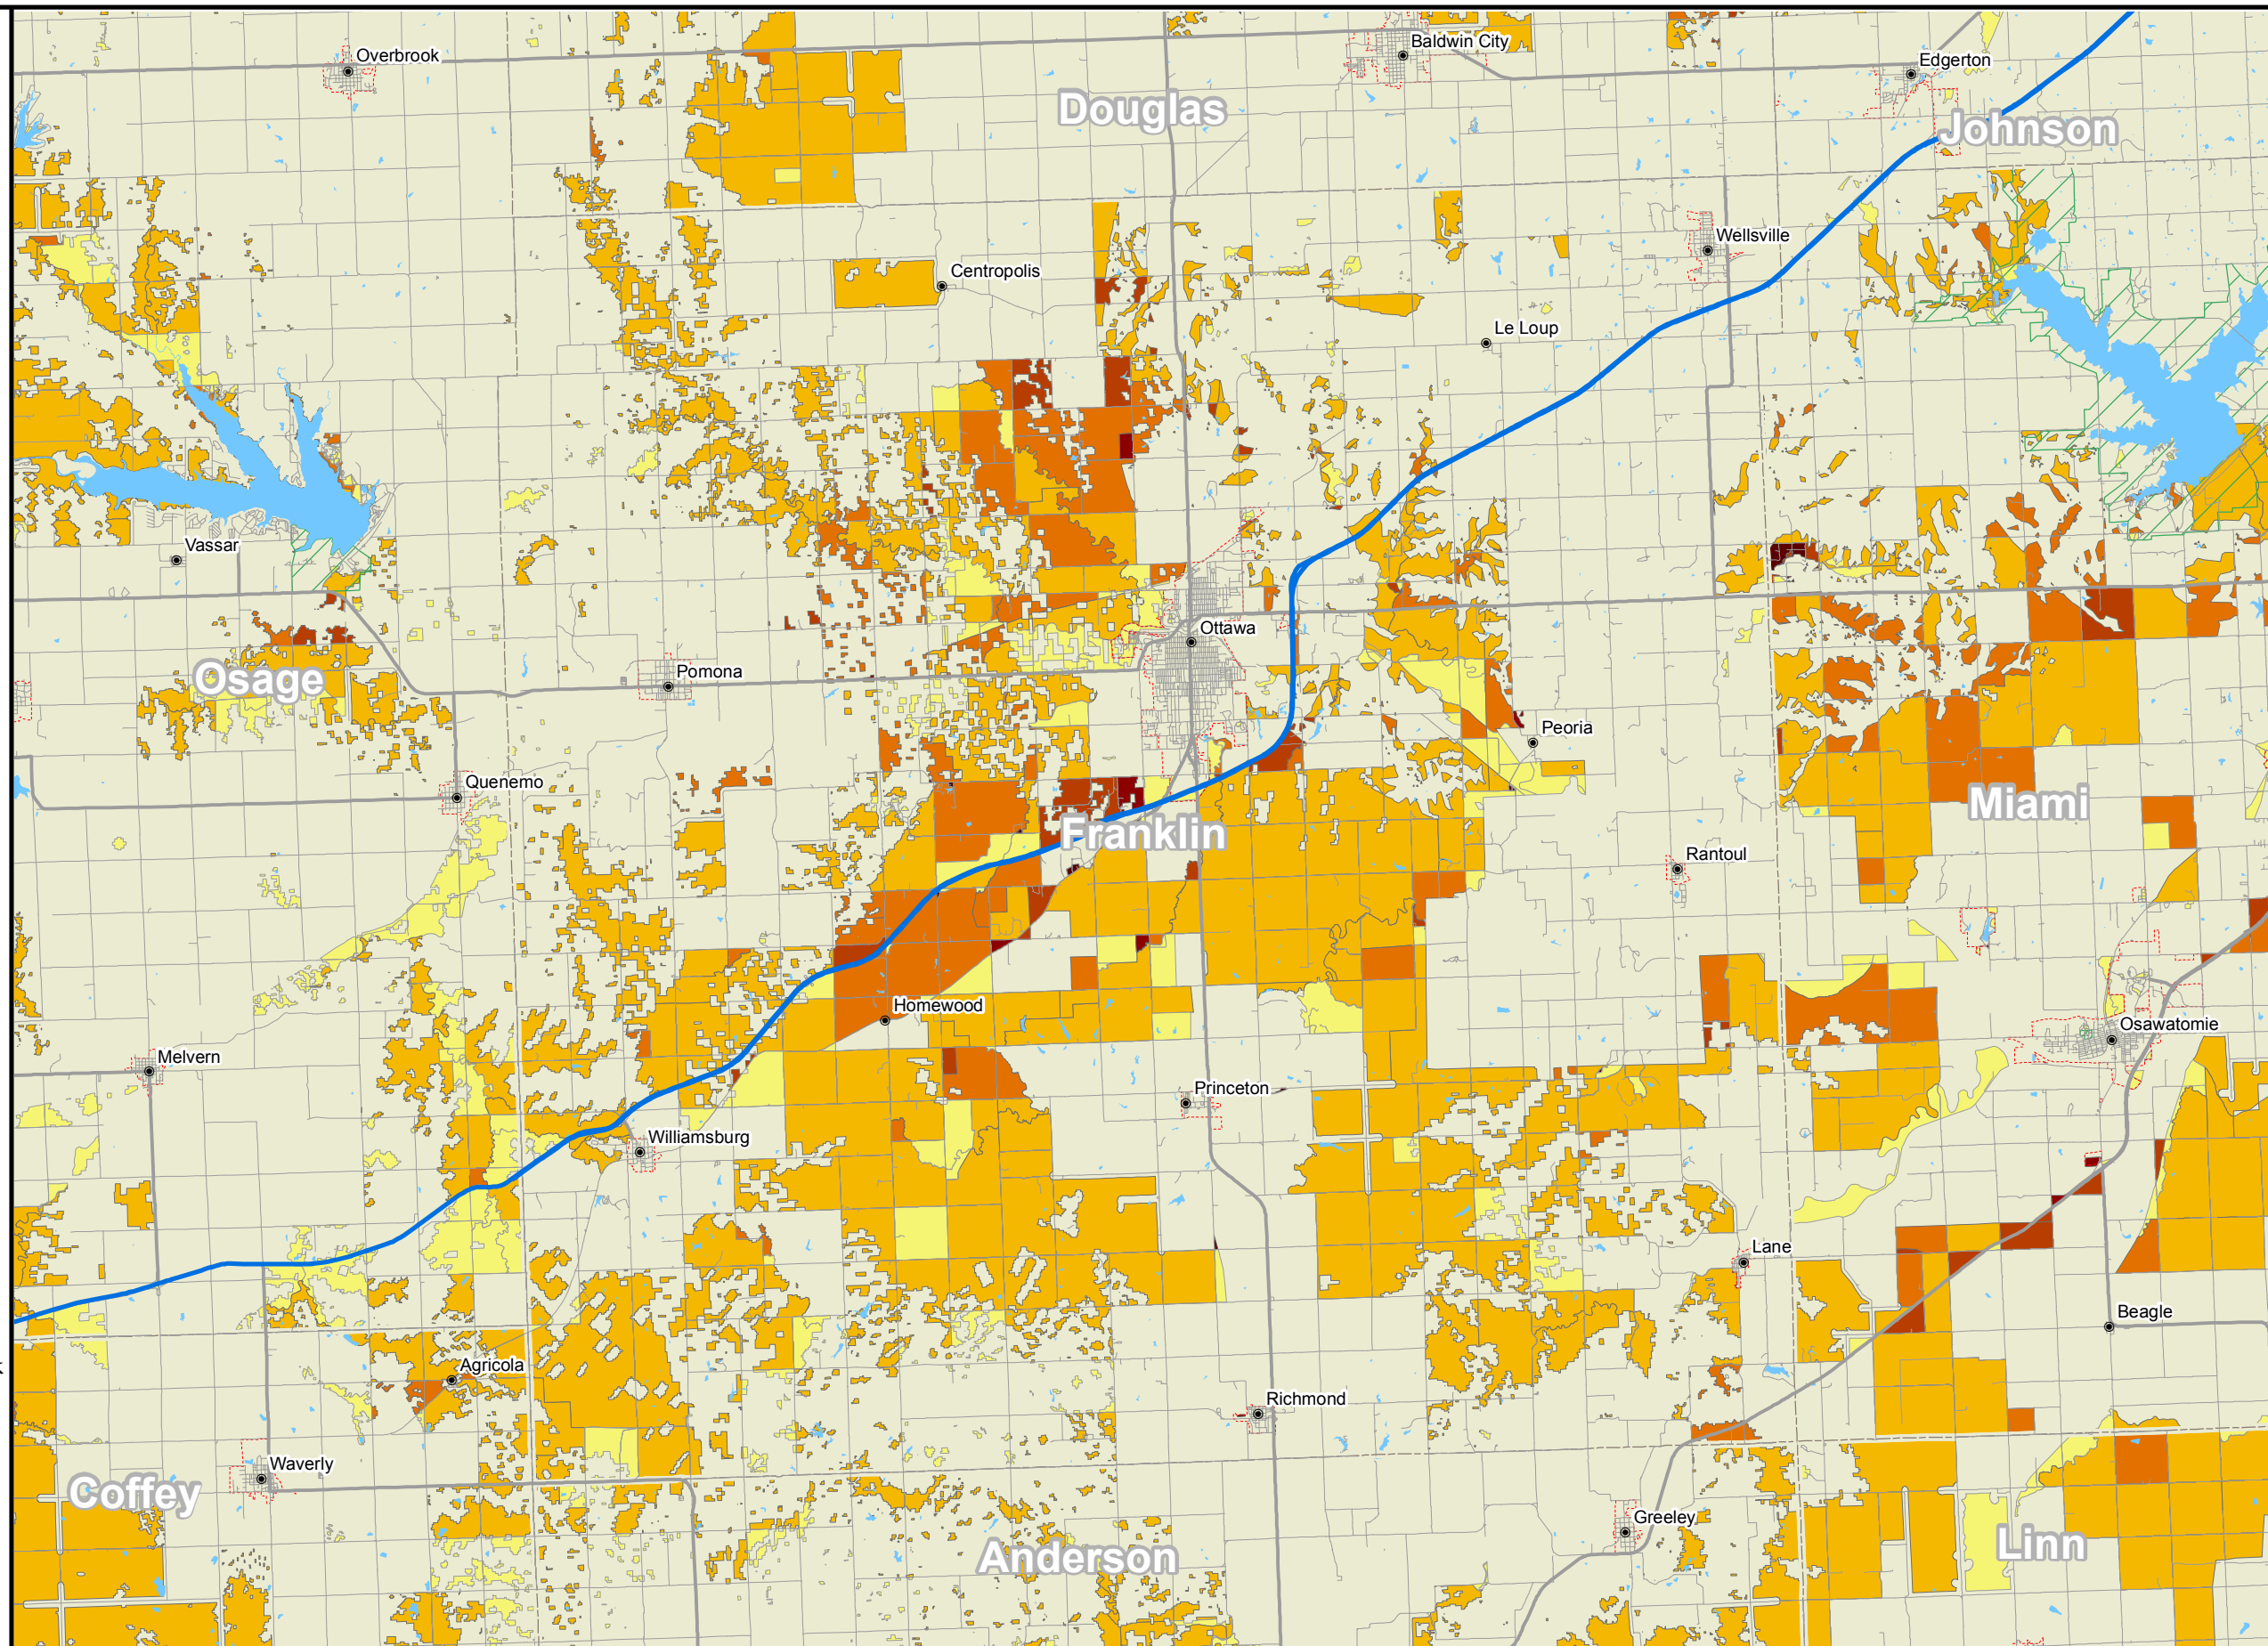 Overbrook
Baldwin City
Edgerton
Douglas
Johnson
Wellsville
Centropolis
Le Loup
Vassar
Ottawa
Osage
Pomona
Peoria
Quenemo
Miami
Franklin
Rantoul
Homewood
Osawatomie
Melvern
Princeton
Williamsburg
Lane
Beagle
Agricola
Richmond
Waverly
Coffey
Greeley
Linn
Anderson